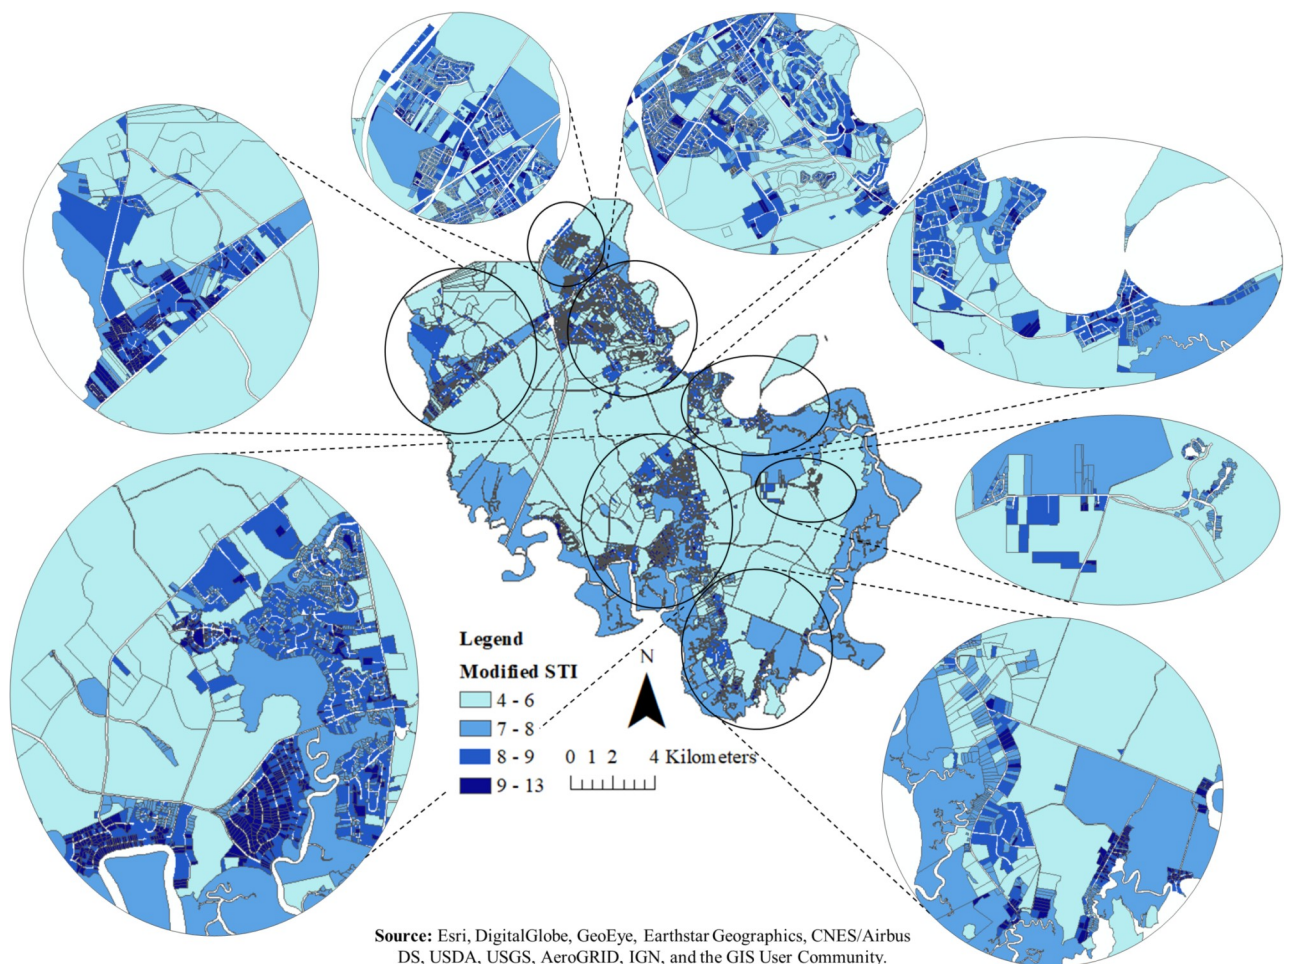 Legend
Modified STI
N
4 - 6
7 - 8
8 - 9
9 - 13
0 1 2 4 Kilometers
Source: Esri, DigitalGlobe, GeoEye, Earthstar Geographics, CNES/Airbus
DS, USDA, USGS, AeroGRID, IGN, and the GIS User Community.